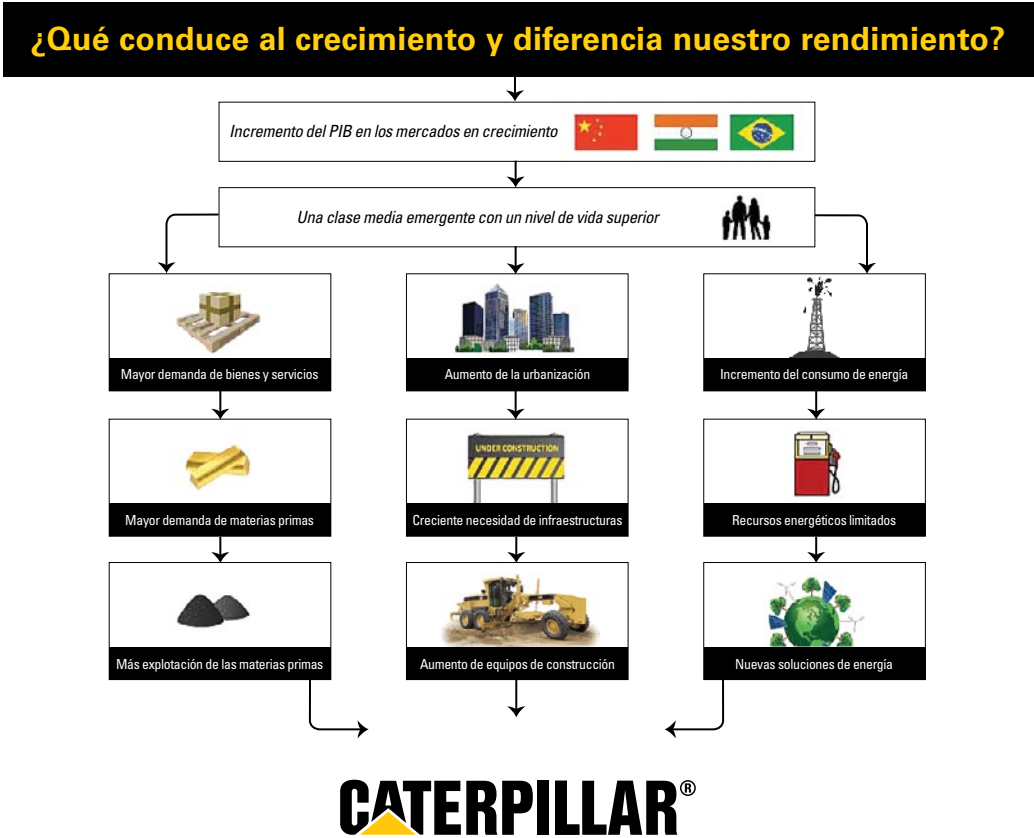 ¿Qué conduce al crecimiento y diferencia nuestro rendimiento?
Incremento del PIB en los mercados en crecimiento
Una clase media emergente con un nivel de vida superior
Mayor demanda de bienes y servicios
Aumento de la urbanización
Incremento del consumo de energía
UNDER CONSTRUCTION
Mayor demanda de materias primas
Creciente necesidad de infraestructuras
Recursos energéticos limitados
Más explotación de las materias primas
Aumento de equipos de construcción
Nuevas soluciones de energía
CATERPILLAR®